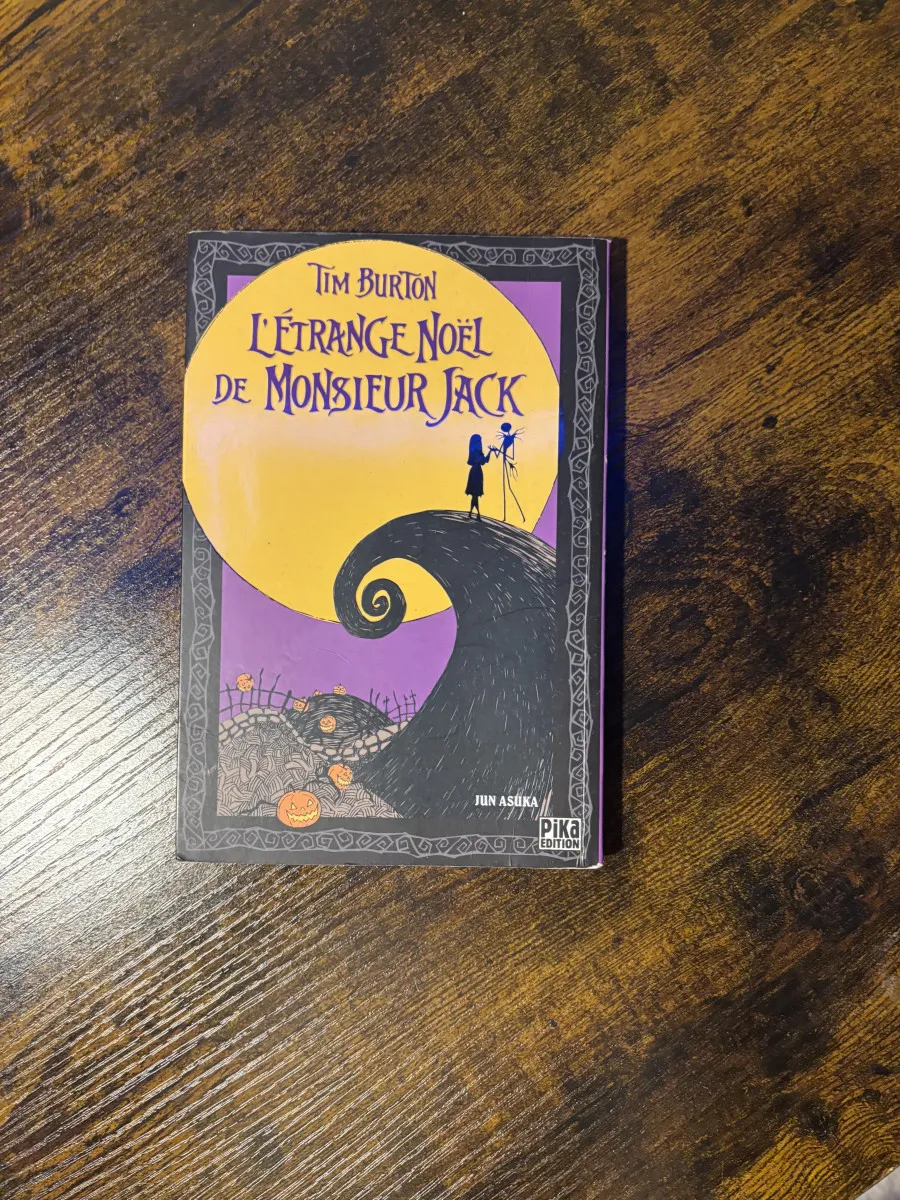 TIM BURTON
L'ÉTRANGE NOËL
DE MONSIEUR JACK
JUN ASUKA
PiKa
EDITION